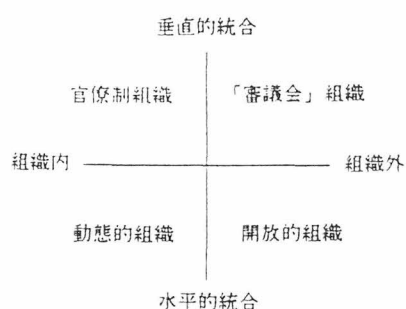 垂直的統合
官僚制組織 「審議会」組織
組織内 組織外
動態的組織 開放的組織
水平的統合